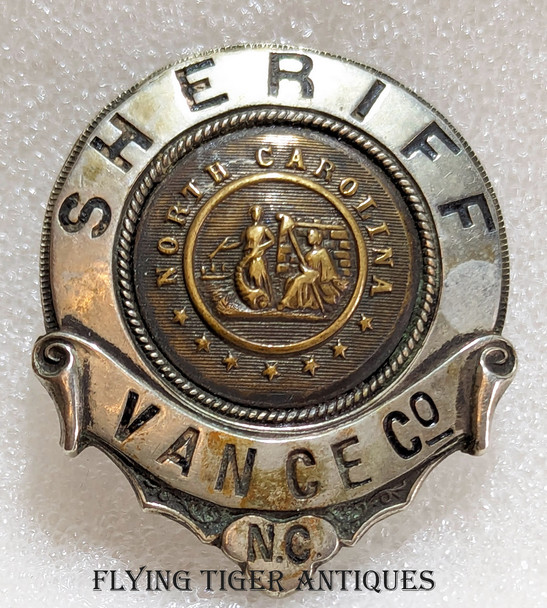 SHERIFF
NORTH CAROLINA
VANCE Co
N.C.
FLYING TIGER ANTIQUES